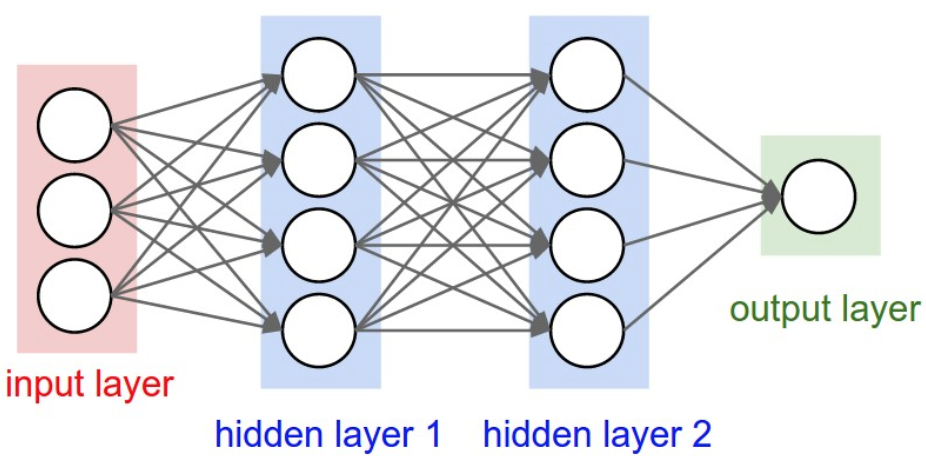 input layer
hidden layer 1
hidden layer 2
output layer